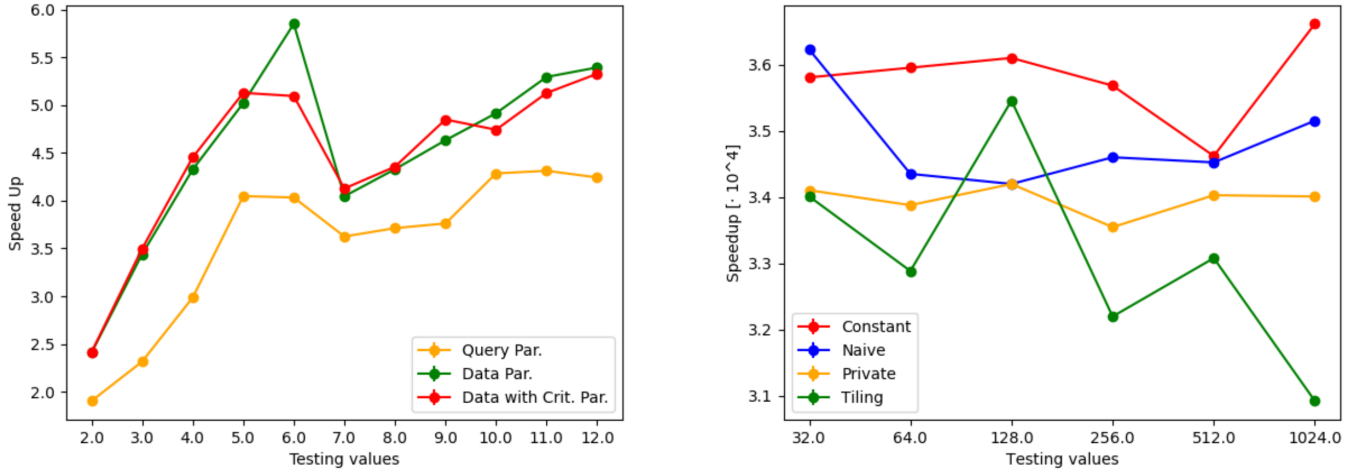 6.0
5.5
5.0
4.5
4.0
3.5
3.0
2.5
2.0
Speed Up
2.0 3.0 4.0 5.0 6.0 7.0 8.0 9.0 10.0 11.0 12.0
Testing values
Query Par.
Data Par.
Data with Crit. Par.
3.6
3.5
3.4
3.3
3.2
3.1
Speedup [· 10^4]
32.0 64.0 128.0 256.0 512.0 1024.0
Testing values
Constant
Naive
Private
Tiling